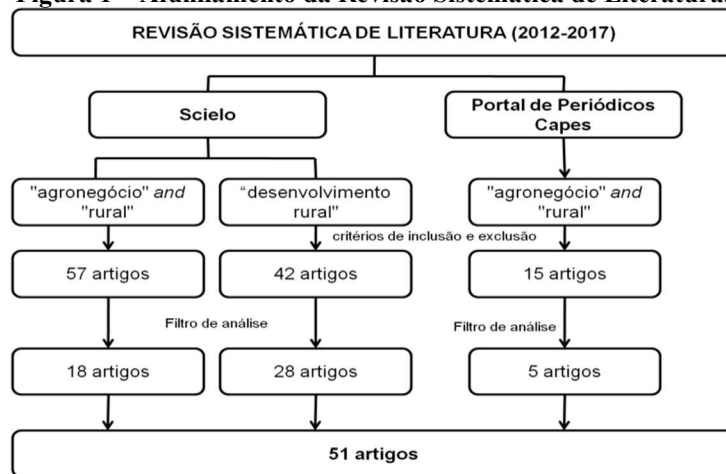 REVISÃO SISTEMÁTICA DE LITERATURA (2012-2017)
Scielo
Portal de Periódicos
Capes
"agronegócio" and
"rural"
“desenvolvimento
rural"
"agronegócio" and
"rural"
critérios de inclusão e exclusão
57 artigos
42 artigos
15 artigos
Filtro de análise
Filtro de análise
18 artigos
28 artigos
5 artigos
51 artigos